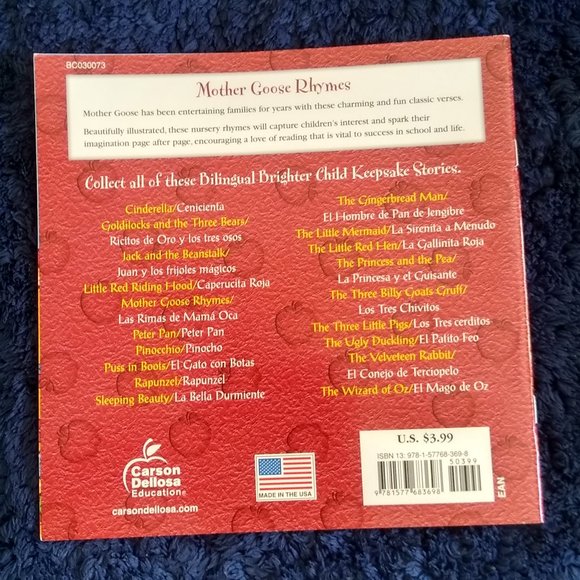 BC030073
Mother Goose Rhymes
Mother Goose has been entertaining families for years with these charming and fun classic verses.
Beautifully illustrated, these nursery rhymes will capture children's interest and spark their
imagination page after page, encouraging a love of reading that is vital to success in school and life.
Collect all of these Bilingual Brighter Child Keepsake Stories:
Cinderella/Cenicienta
Goldilocks and the Three Bears/
Ricitos de Oro y los tres osos
Jack and the Beanstalk/
Juan y los frijoles mágicos
Little Red Riding Hood/Caperucita Roja
Mother Goose Rhymes/
Las Rimas de Mamá Oca
Peter Pan/Peter Pan
Pinocchio/Pinocho
Puss in Boots/El Gato con Botas
Rapunzel/Rapunzel
Sleeping Beauty/La Bella Durmiente
The Gingerbread Man/
El Hombre de Pan de Jengibre
The Little Mermaid/La Sirenita a Menudo
The Little Red Hen/La Gallinita Roja
The Princess and the Pea/
La Princesa y el Guisante
The Three Billy Goats Gruff/
Los Tres Chivitos
The Three Little Pigs/Los Tres cerditos
The Ugly Duckling/El Patito Feo
The Velveteen Rabbit/
El Conejo de Terciopelo
The Wizard of Oz/El Mago de Oz
Carson
Dellosa
Education®
carsondellosa.com
MADE IN THE USA
U.S. $3.99
ISBN 13: 978-1-57768-369-8
50399
9 781577 683698
EAN